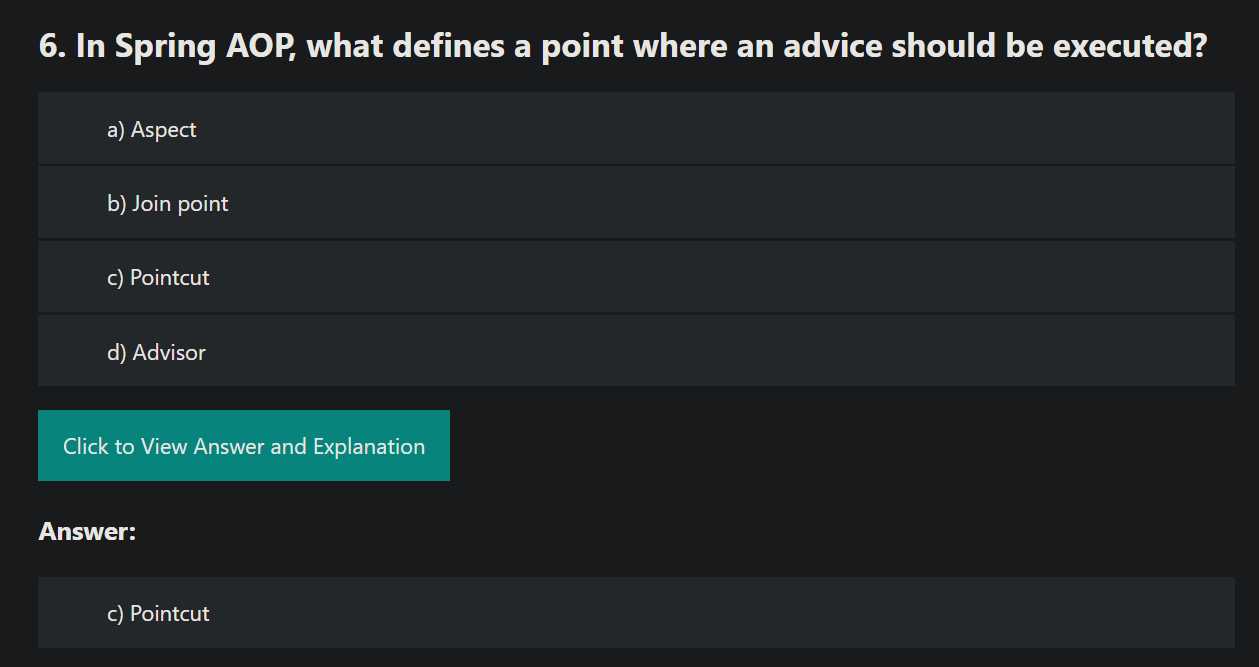 6. In Spring AOP, what defines a point where an advice should be executed?
a) Aspect
b) Join point
c) Pointcut
d) Advisor
Click to View Answer and Explanation
Answer:
c) Pointcut